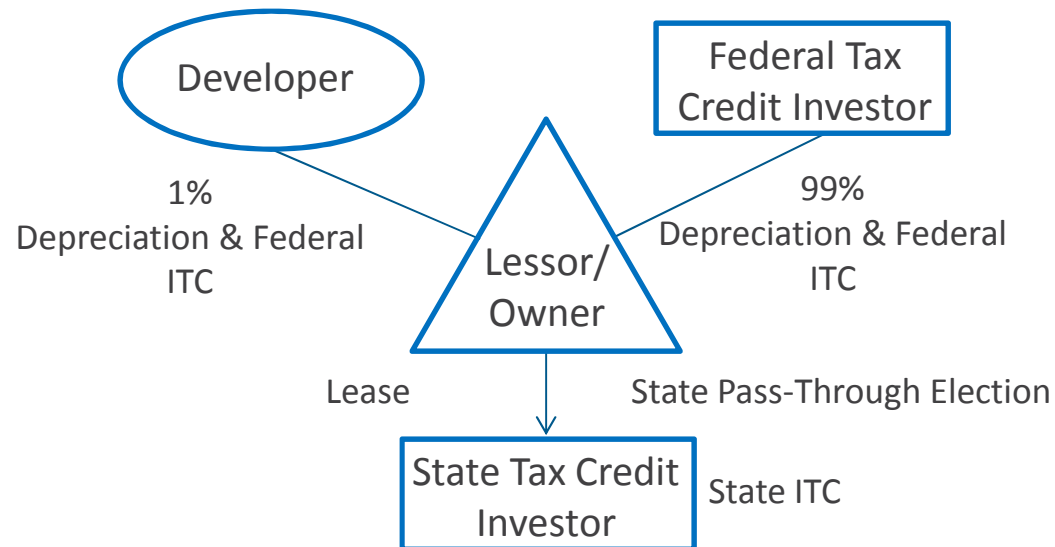 Developer
Federal Tax
Credit Investor
1%
Depreciation & Federal
ITC
99%
Depreciation & Federal
ITC
Lessor/
Owner
Lease
State Pass-Through Election
State Tax Credit
Investor
State ITC